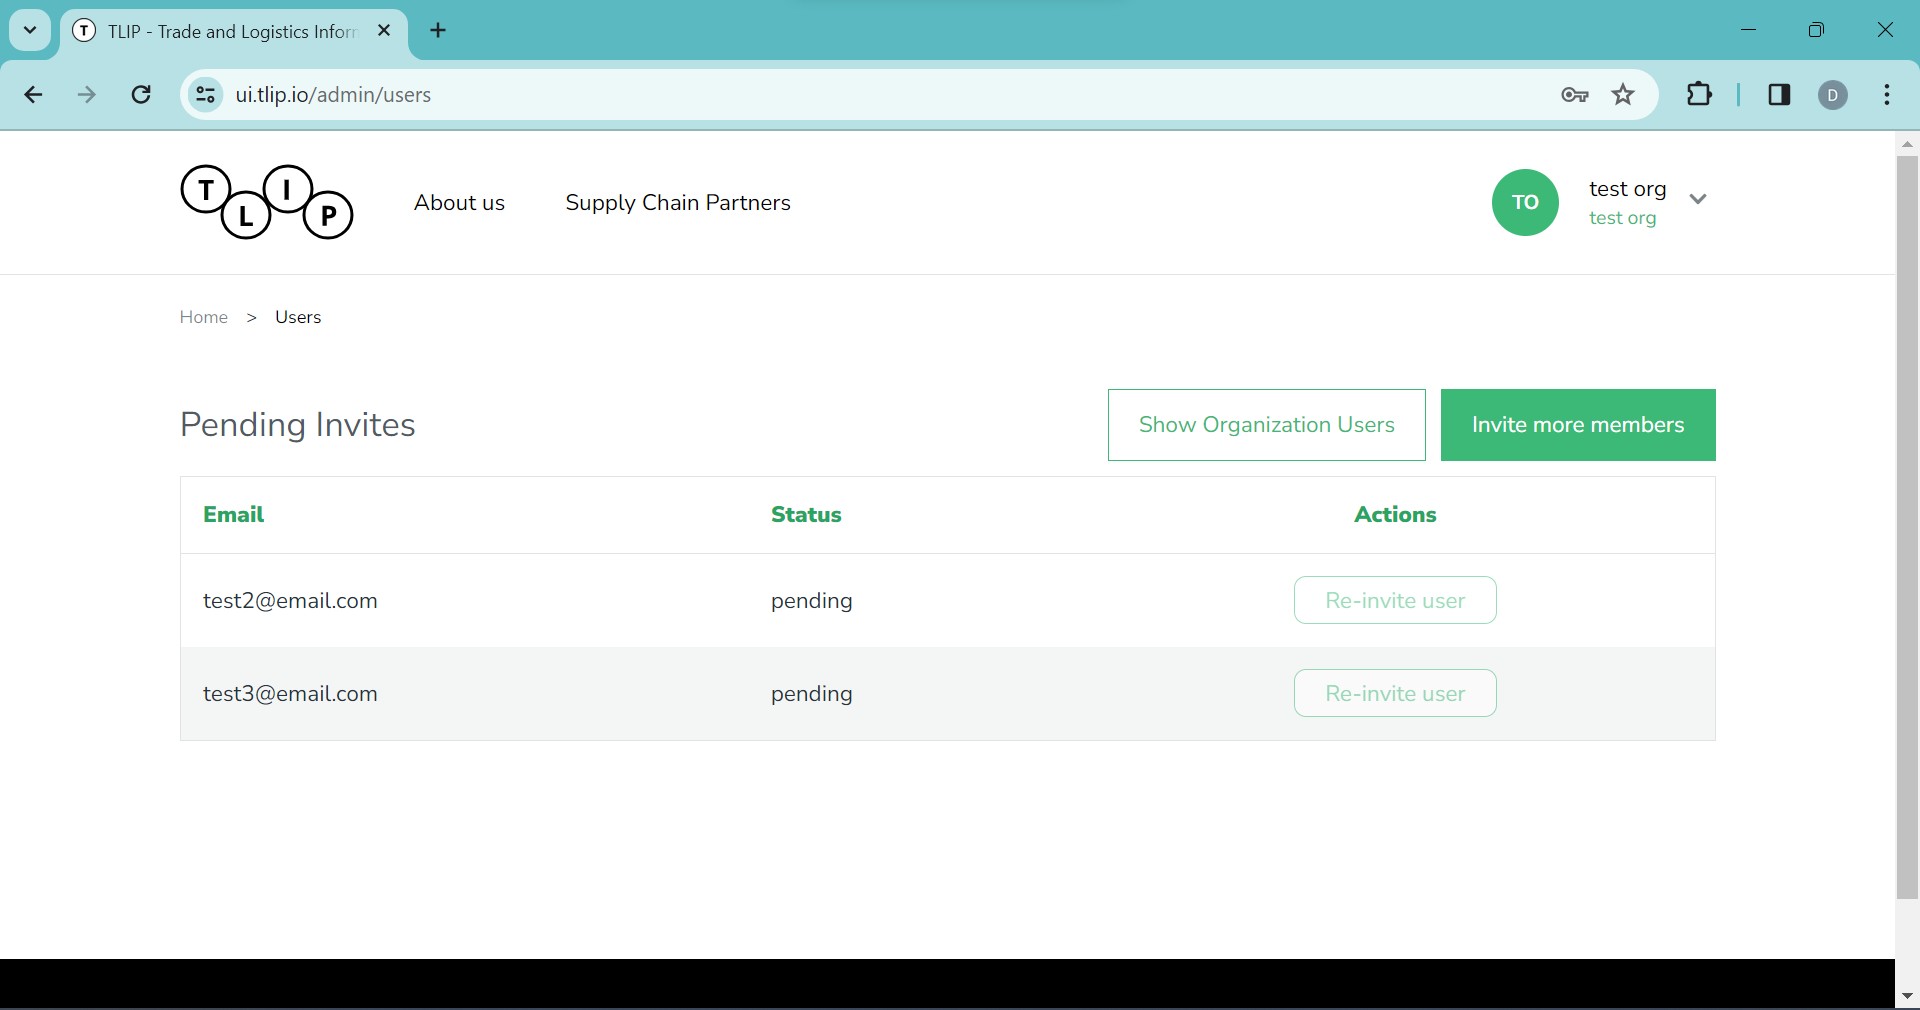 T TLIP - Trade and Logistics Inform
ui.tlip.io/admin/users
D
T L I P
About us
Supply Chain Partners
TO
test org
test org
Home > Users
Pending Invites
Show Organization Users
Invite more members
Email Status Actions
test2@email.com pending Re-invite user
test3@email.com pending Re-invite user